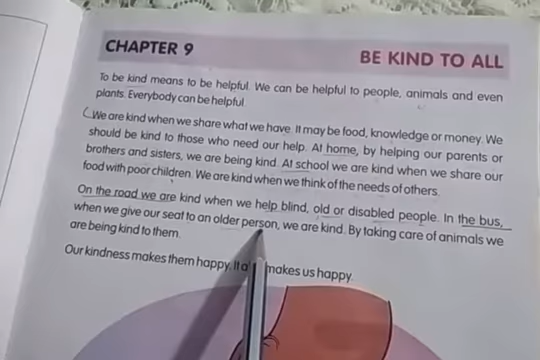 CHAPTER 9
BE KIND TO ALL
To be kind means to be helpful. We can be helpful to people, animals and even
plants. Everybody can be helpful.
We are kind when we share what we have. It may be food, knowledge or money. We
should be kind to those who need our help. At home, by helping our parents or
brothers and sisters, we are being kind. At school we are kind when we share our
food with poor children. We are kind when we think of the needs of others.
On the road we are kind when we help blind, old or disabled people. In the bus,
when we give our seat to an older person, we are kind. By taking care of animals we
are being kind to them.
Our kindness makes them happy. It makes us happy.